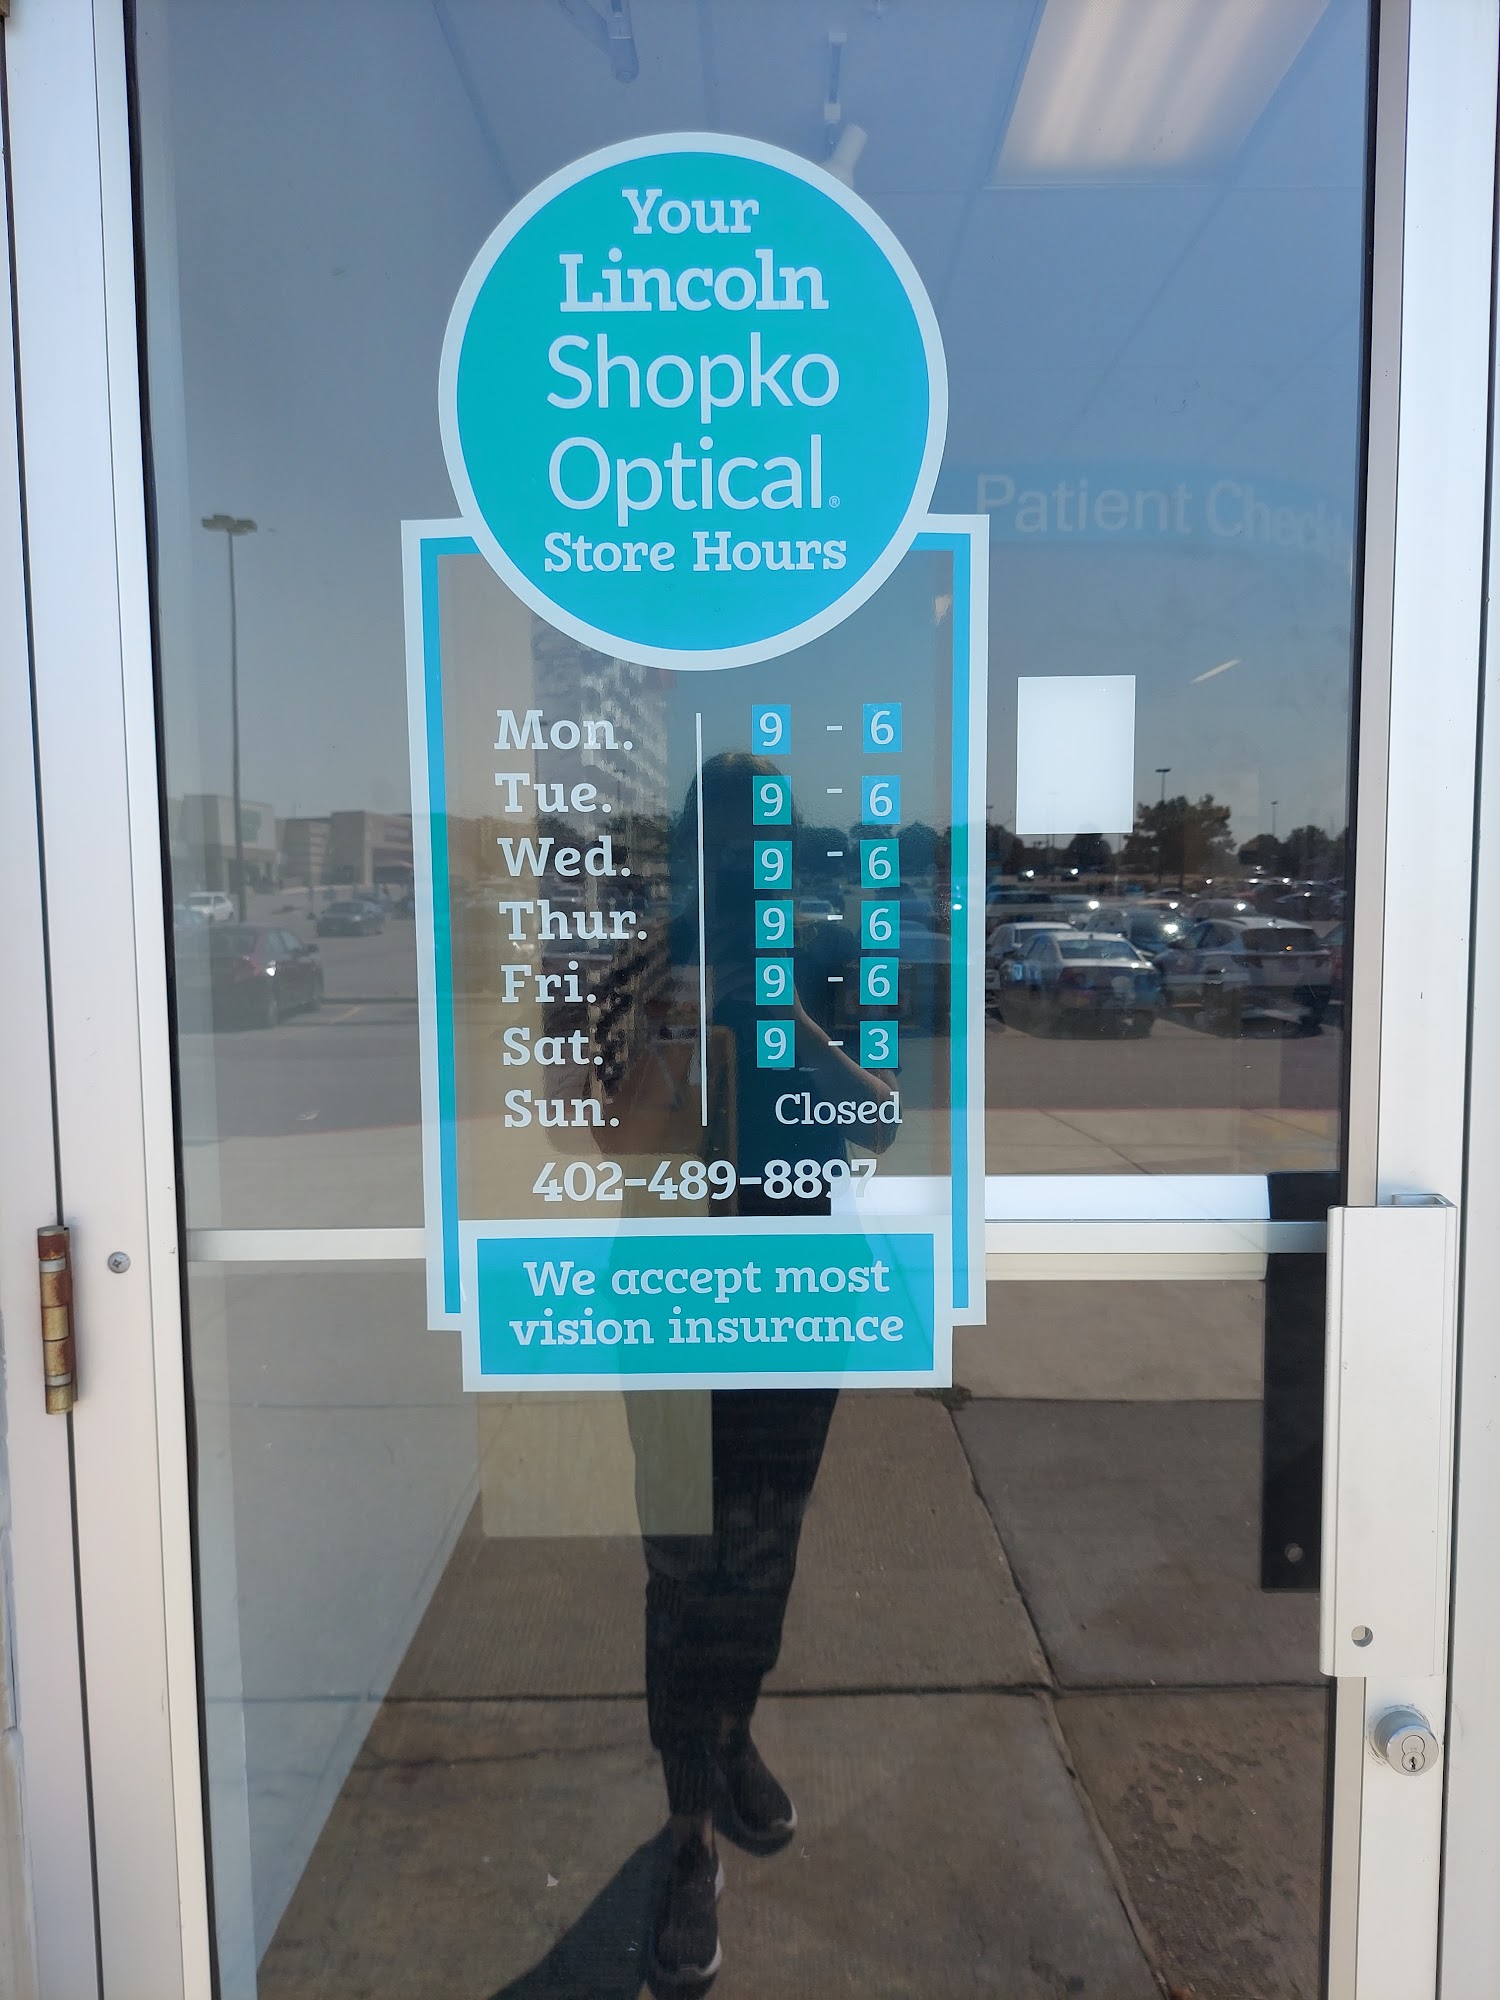 Your
Lincoln
Shopko
Optical®
Store Hours
Patient
Mon. 9 - 6
Tue. 9 - 6
Wed. 9 - 6
Thur. 9 - 6
Fri. 9 - 6
Sat. 9 - 3
Sun. Closed
402-489-8897
We accept most
vision insurance